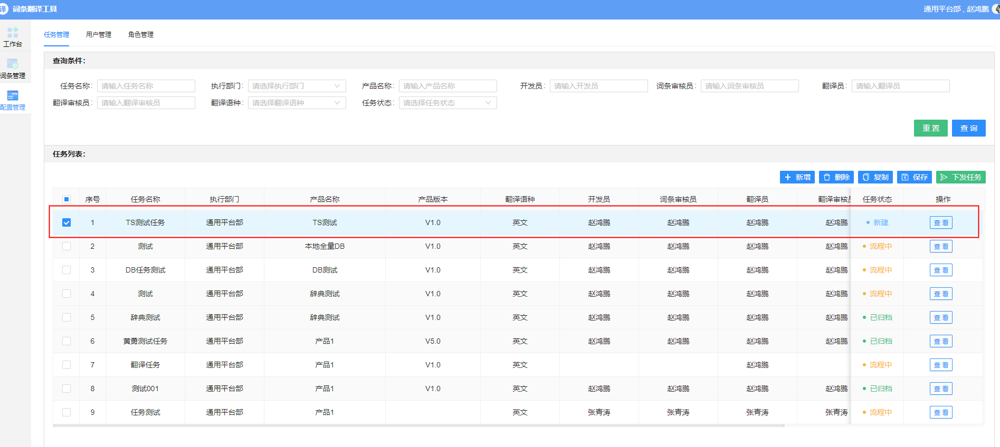 译 词条翻译工具 通用平台部 , 赵鸿鹏
工作台
词条管理
配置管理
任务管理 用户管理 角色管理
查询条件:
任务名称: 请输入任务名称 执行部门: 请选择执行部门 产品名称: 请输入产品名称 开发员: 请输入开发员 词条审核员: 请输入词条审核员 翻译员: 请输入翻译员
翻译审核员: 请输入翻译审核员 翻译语种: 请选择翻译语种 任务状态: 请选择任务状态
重置 查询
任务列表:
新增 删除 复制 保存 下发任务
序号 任务名称 执行部门 产品名称 产品版本 翻译语种 开发员 词条审核员 翻译员 翻译审核员 任务状态 操作
1 TS测试任务 通用平台部 TS测试 V1.0 英文 赵鸿鹏 赵鸿鹏 赵鸿鹏 赵鸿鹏 新建 查看
2 测试 通用平台部 本地全量DB V1.0 英文 赵鸿鹏 赵鸿鹏 赵鸿鹏 赵鸿鹏 流程中 查看
3 DB任务测试 通用平台部 DB测试 V1.0 英文 赵鸿鹏 赵鸿鹏 赵鸿鹏 赵鸿鹏 流程中 查看
4 测试 通用平台部 辞典测试 V1.0 英文 赵鸿鹏 赵鸿鹏 赵鸿鹏 赵鸿鹏 流程中 查看
5 辞典测试 通用平台部 辞典测试 V1.0 英文 赵鸿鹏 赵鸿鹏 赵鸿鹏 赵鸿鹏 已归档 查看
6 黄勇测试任务 通用平台部 产品1 V5.0 英文 赵鸿鹏 赵鸿鹏 赵鸿鹏 赵鸿鹏 已归档 查看
7 翻译任务 通用平台部 产品1 V1.0 英文 赵鸿鹏 流程中 查看
8 测试001 通用平台部 产品1 V1.0 英文 赵鸿鹏 赵鸿鹏 赵鸿鹏 赵鸿鹏 已归档 查看
9 任务测试 通用平台部 产品1 英文 张青涛 张青涛 张青涛 张青涛 流程中 查看